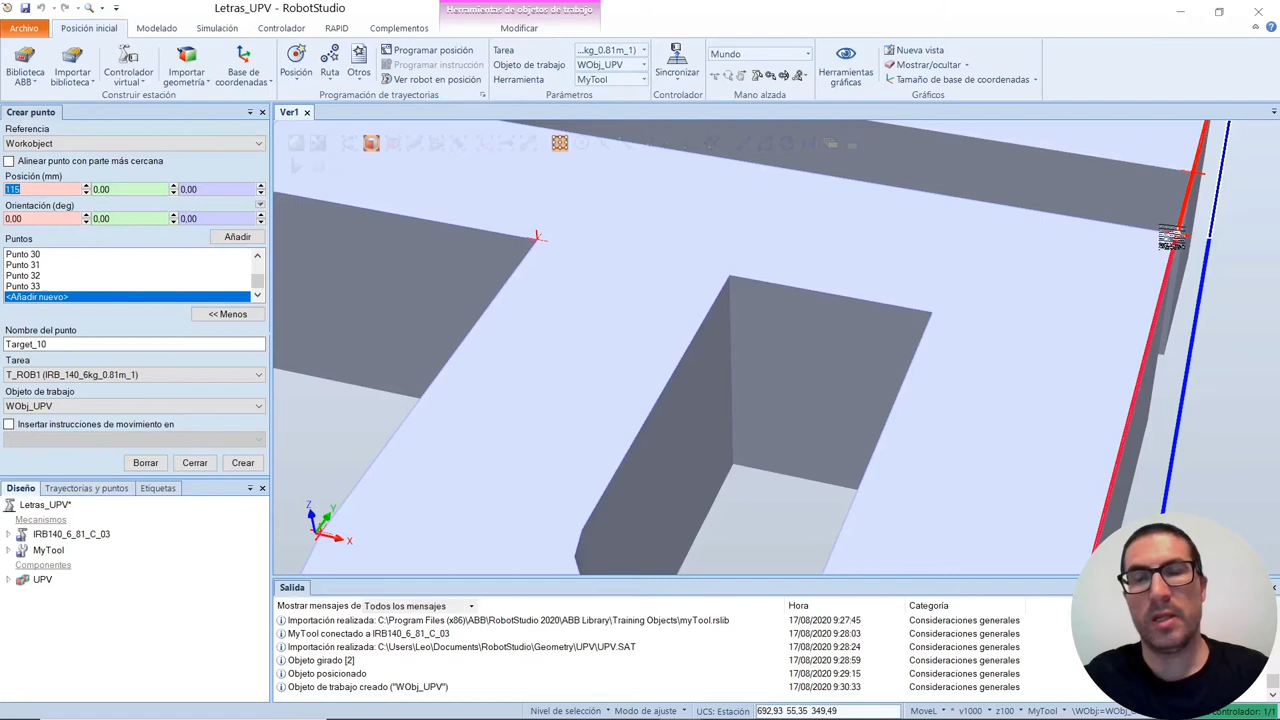 Letras_UPV - RobotStudio
Herramientas de objetos de trabajo
Archivo
Posición inicial
Modelado
Simulación
Controlador
RAPID
Complementos
Modificar
Biblioteca ABB
Importar biblioteca
Controlador virtual
Importar geometría
Base de coordenadas
Construir estación
Posición
Ruta
Otros
Programar posición
Programar instrucción
Ver robot en posición
Programación de trayectorias
Tarea
...kg_0.81m_1)
Objeto de trabajo
WObj_UPV
Herramienta
MyTool
Parámetros
Sincronizar
Controlador
Mundo
Mano alzada
Herramientas gráficas
Nueva vista
Mostrar/ocultar
Tamaño de base de coordenadas
Gráficos
Crear punto
Ver1
Referencia
Workobject
Alinear punto con parte más cercana
Posición (mm)
115 0,00 0,00
Orientación (deg)
0,00 0,00 0,00
Puntos
Añadir
Punto 30
Punto 31
Punto 32
Punto 33
<Añadir nuevo>
<< Menos
Nombre del punto
Target_10
Tarea
T_ROB1 (IRB_140_6kg_0.81m_1)
Objeto de trabajo
WObj_UPV
Insertar instrucciones de movimiento en
Borrar
Cerrar
Crear
Diseño
Trayectorias y puntos
Etiquetas
Letras_UPV*
Mecanismos
IRB140_6_81_C_03
MyTool
Componentes
UPV
Z
Y
X
Salida
Mostrar mensajes de Todos los mensajes
Hora
Categoría
Importación realizada: C:\Program Files (x86)\ABB\RobotStudio 2020\ABB Library\Training Objects\myTool.rslib 17/08/2020 9:27:45 Consideraciones generales
MyTool conectado a IRB140_6_81_C_03 17/08/2020 9:28:03 Consideraciones generales
Importación realizada: C:\Users\Leo\Documents\RobotStudio\Geometry\UPV\UPV.SAT 17/08/2020 9:28:24 Consideraciones generales
Objeto girado [2] 17/08/2020 9:28:59 Consideraciones generales
Objeto posicionado 17/08/2020 9:29:15 Consideraciones generales
Objeto de trabajo creado ("WObj_UPV") 17/08/2020 9:30:33 Consideraciones generales
Nivel de selección
Modo de ajuste
UCS: Estación
692,93 55,35 349,49
MoveL * v1000 z100 MyTool
controlador: 1/1